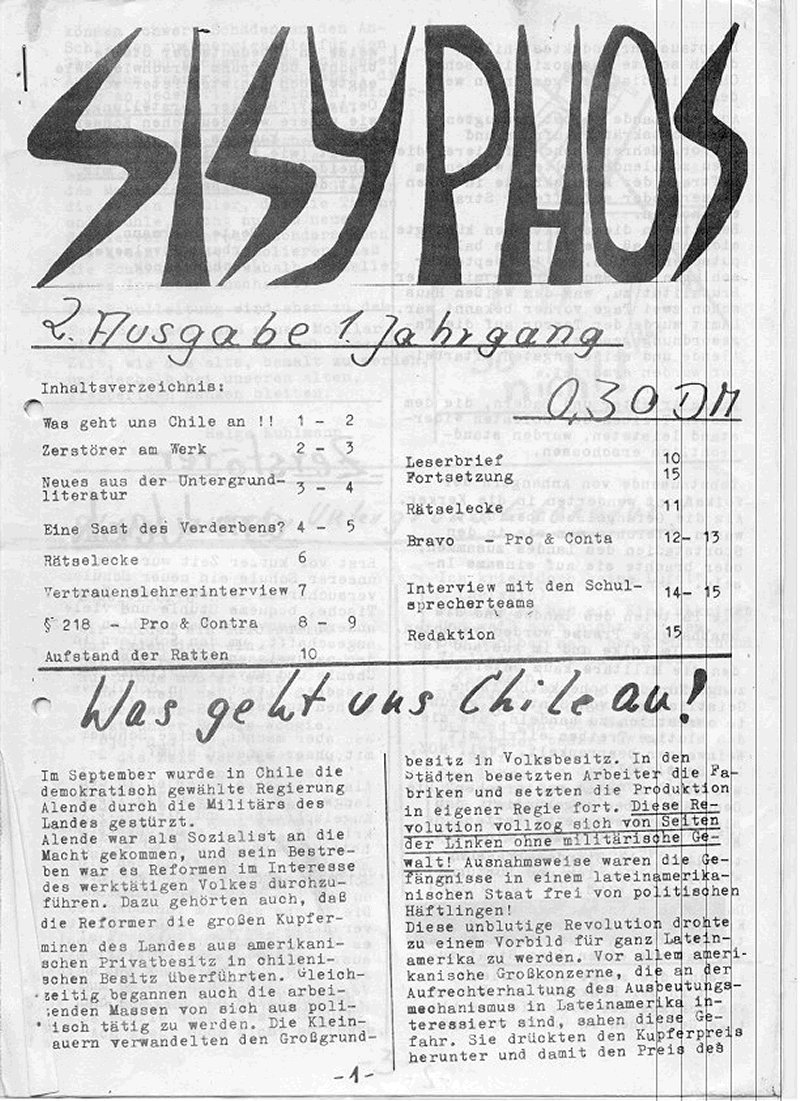 SISYPHOS
2. Ausgabe 1. Jahrgang
0,30 DM
Inhaltsverzeichnis:
Was geht uns Chile an !! 1 - 2
Zerstörer am Werk 2 - 3
Neues aus der Untergrund-
literatur 3 - 4
Eine Saat des Verderbens? 4 - 5
Rätselecke 6
Vertrauenslehrerinterview 7
§ 218 - Pro & Contra 8 - 9
Aufstand der Ratten 10
Leserbrief 10
Fortsetzung 15
Rätselecke 11
Bravo - Pro & Conta 12- 13
Interview mit den Schul-
sprecherteams 14- 15
Redaktion 15
Was geht uns Chile an!
Im September wurde in Chile die
demokratisch gewählte Regierung
Alende durch die Militärs des
Landes gestürzt.
Alende war als Sozialist an die
Macht gekommen, und sein Bestre-
ben war es Reformen im Interesse
des werktätigen Volkes durchzu-
führen. Dazu gehörten auch, daß
die Reformer die großen Kupfer-
minen des Landes aus amerikani-
schen Privatbesitz in chileni-
schen Besitz überführten. Gleich-
zeitig begannen auch die arbei-
tenden Massen von sich aus poli-
isch tätig zu werden. Die Klein-
auern verwandelten den Großgrund-
besitz in Volksbesitz. In den
Städten besetzten Arbeiter die Fa-
briken und setzten die Produktion
in eigener Regie fort. Diese Re-
volution vollzog sich von Seiten
der Linken ohne militärische Ge-
walt! Ausnahmsweise waren die Ge-
fängnisse in einem lateinamerika-
nischen Staat frei von politischen
Häftlingen!
Diese unblutige Revolution drohte
zu einem Vorbild für ganz Latein-
amerika zu werden. Vor allem ameri-
kanische Großkonzerne, die an der
Aufrechterhaltung des Ausbeutungs-
mechanismus in Lateinamerika in-
teressiert sind, sahen diese Ge-
fahr. Sie drückten den Kupferpreis
herunter und damit den Preis des
-1-